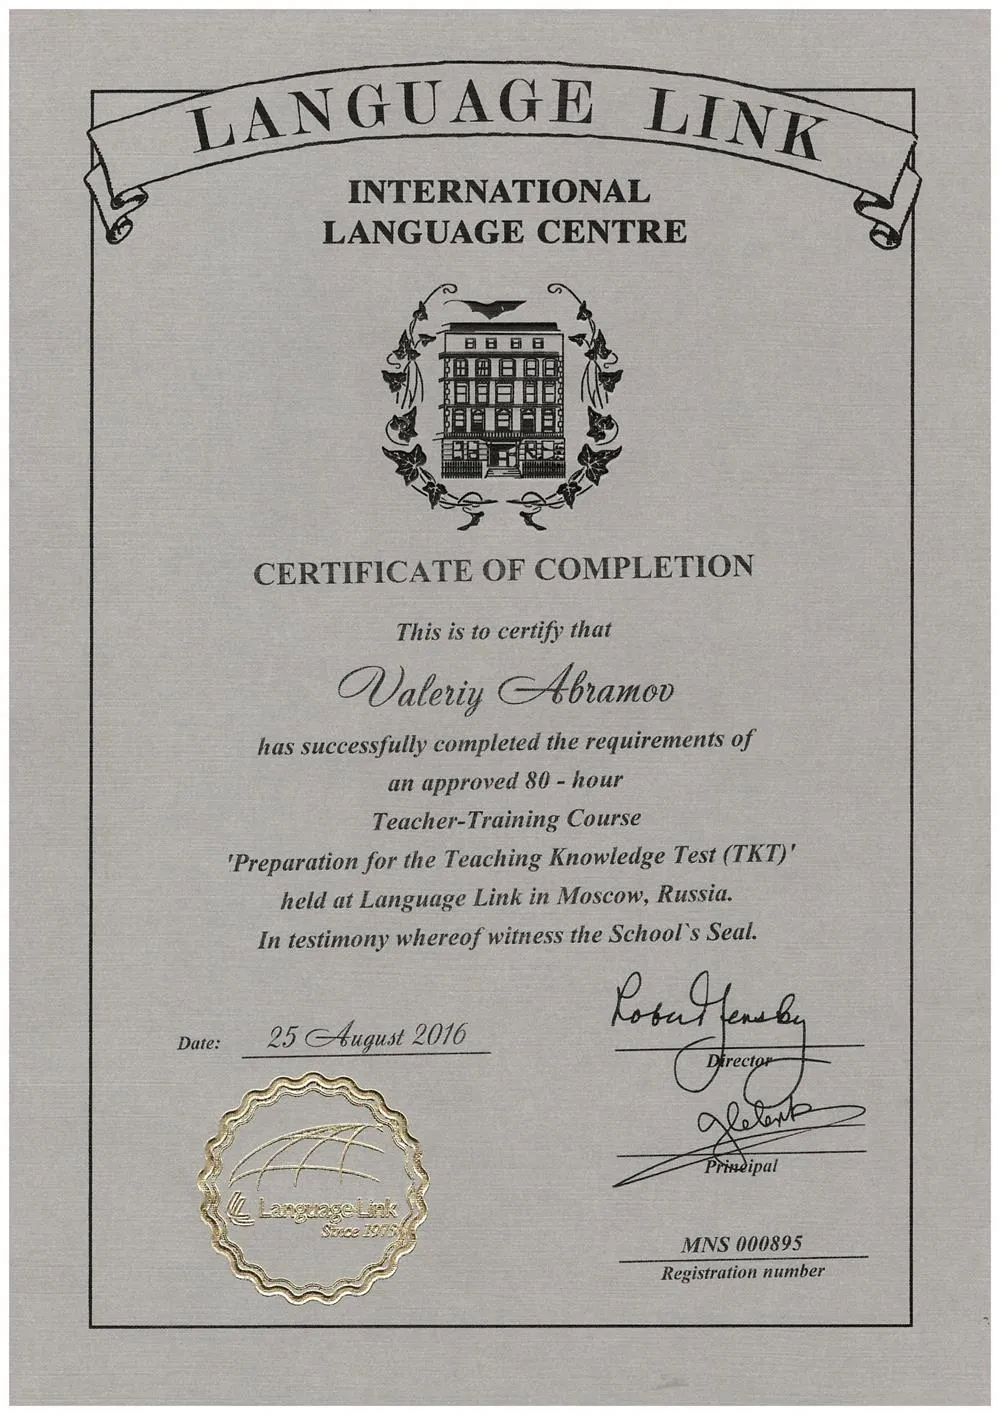 LANGUAGE LINK
INTERNATIONAL
LANGUAGE CENTRE
CERTIFICATE OF COMPLETION
This is to certify that
Valeriy Abramov
has successfully completed the requirements of
an approved 80 - hour
Teacher-Training Course
'Preparation for the Teaching Knowledge Test (TKT)'
held at Language Link in Moscow, Russia.
In testimony whereof witness the School`s Seal.
Date: 25 August 2016
Director
Principal
Language Link
Since 1975
MNS 000895
Registration number